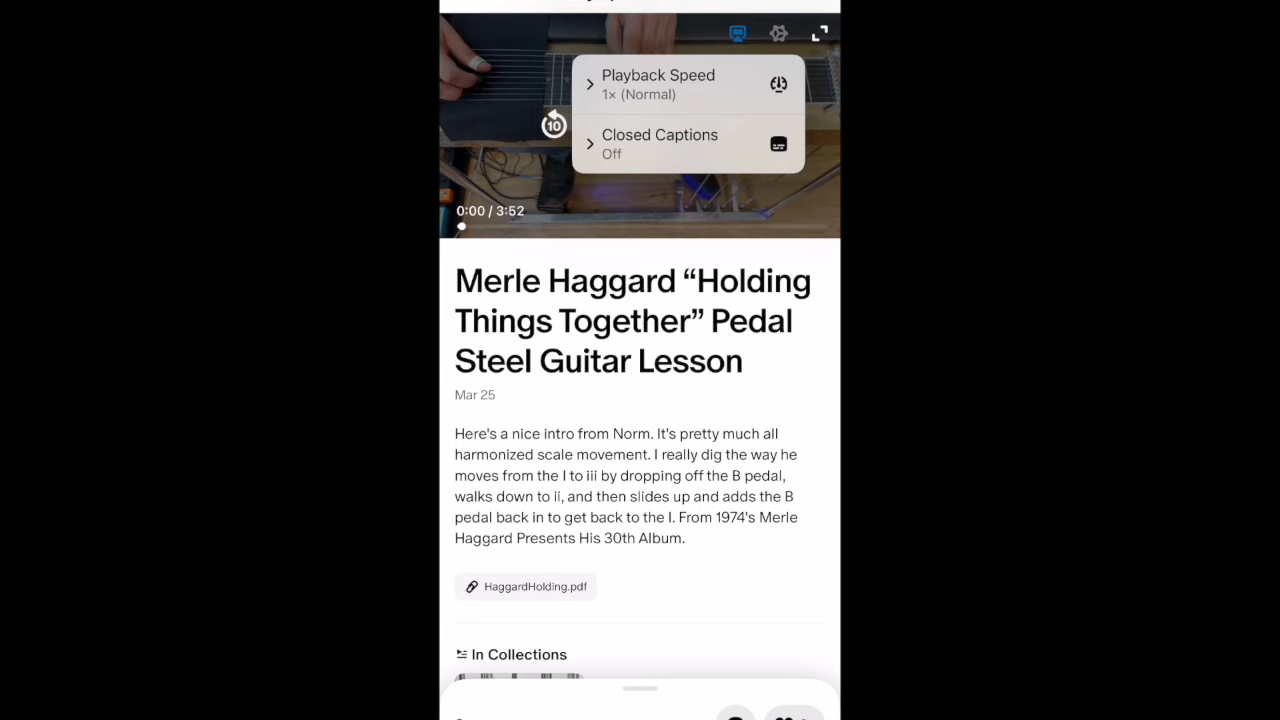 Playback Speed
1× (Normal)
Closed Captions
Off
10
0:00 / 3:52
Merle Haggard “Holding
Things Together” Pedal
Steel Guitar Lesson
Mar 25
Here's a nice intro from Norm. It's pretty much all
harmonized scale movement. I really dig the way he
moves from the I to iii by dropping off the B pedal,
walks down to ii, and then slides up and adds the B
pedal back in to get back to the I. From 1974's Merle
Haggard Presents His 30th Album.
HaggardHolding.pdf
In Collections